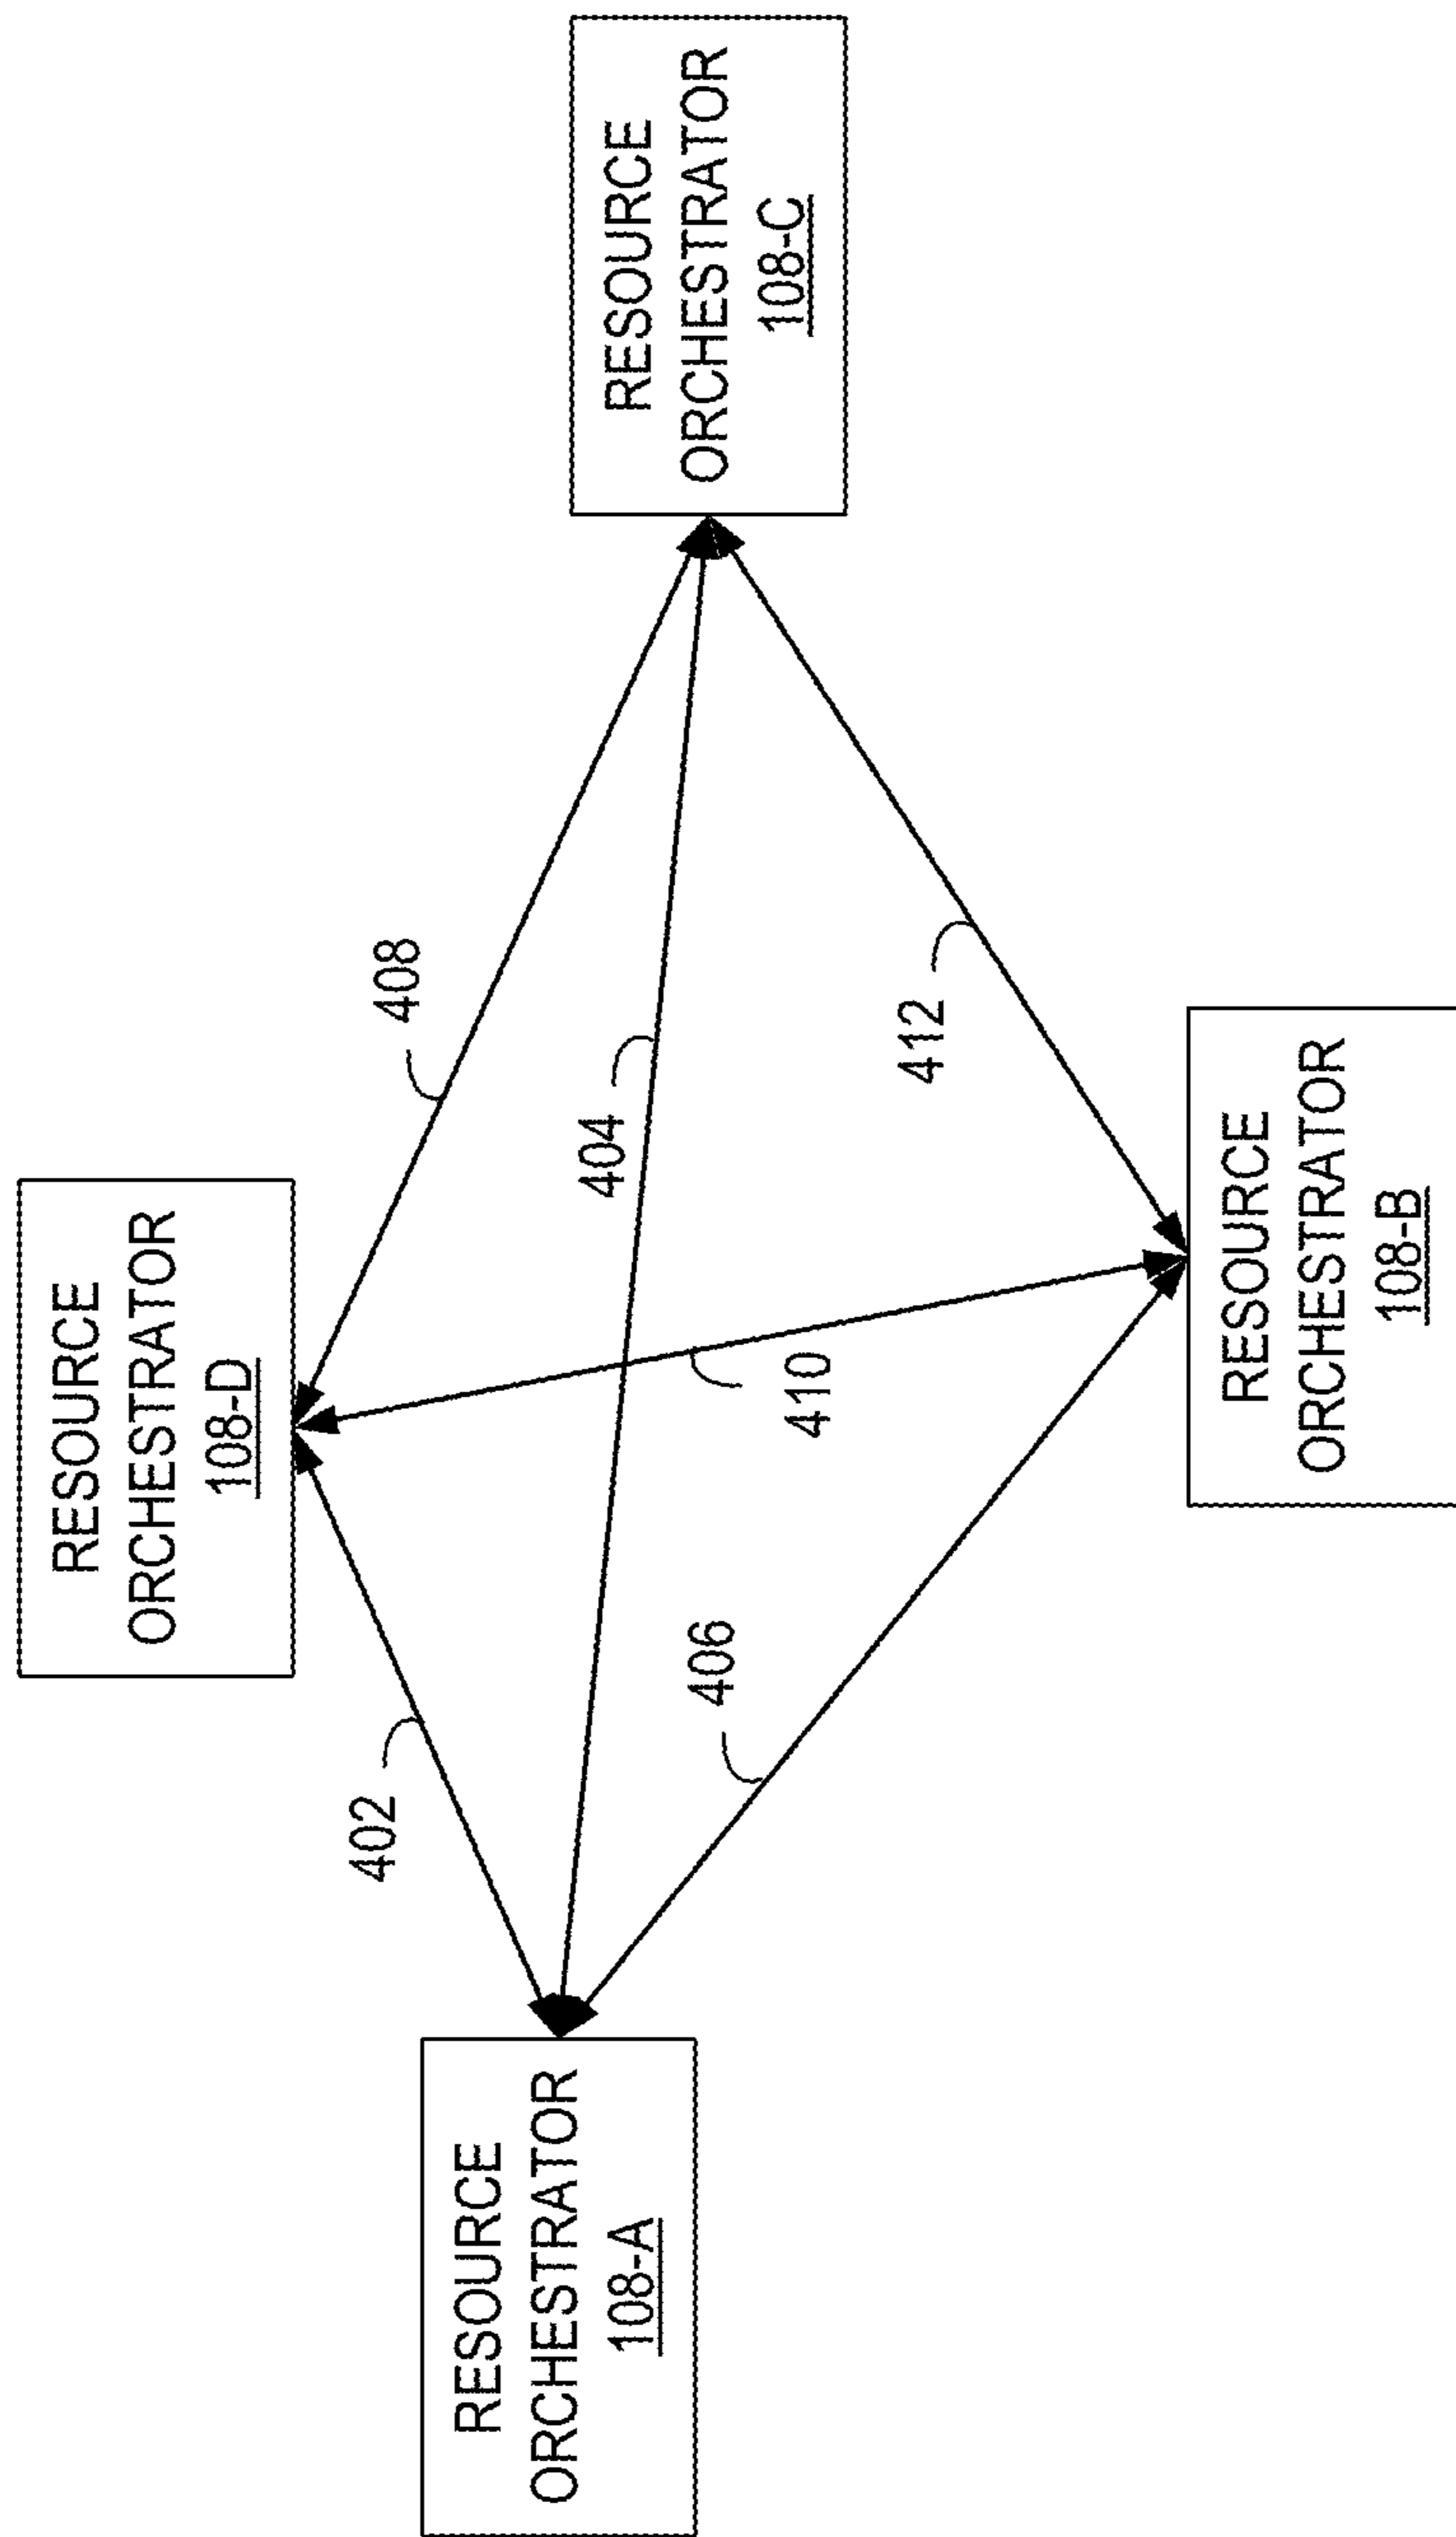 RESOURCE
ORCHESTRATOR
108-D
402
408
RESOURCE
ORCHESTRATOR
108-A
404
RESOURCE
ORCHESTRATOR
108-C
406
410
412
RESOURCE
ORCHESTRATOR
108-B